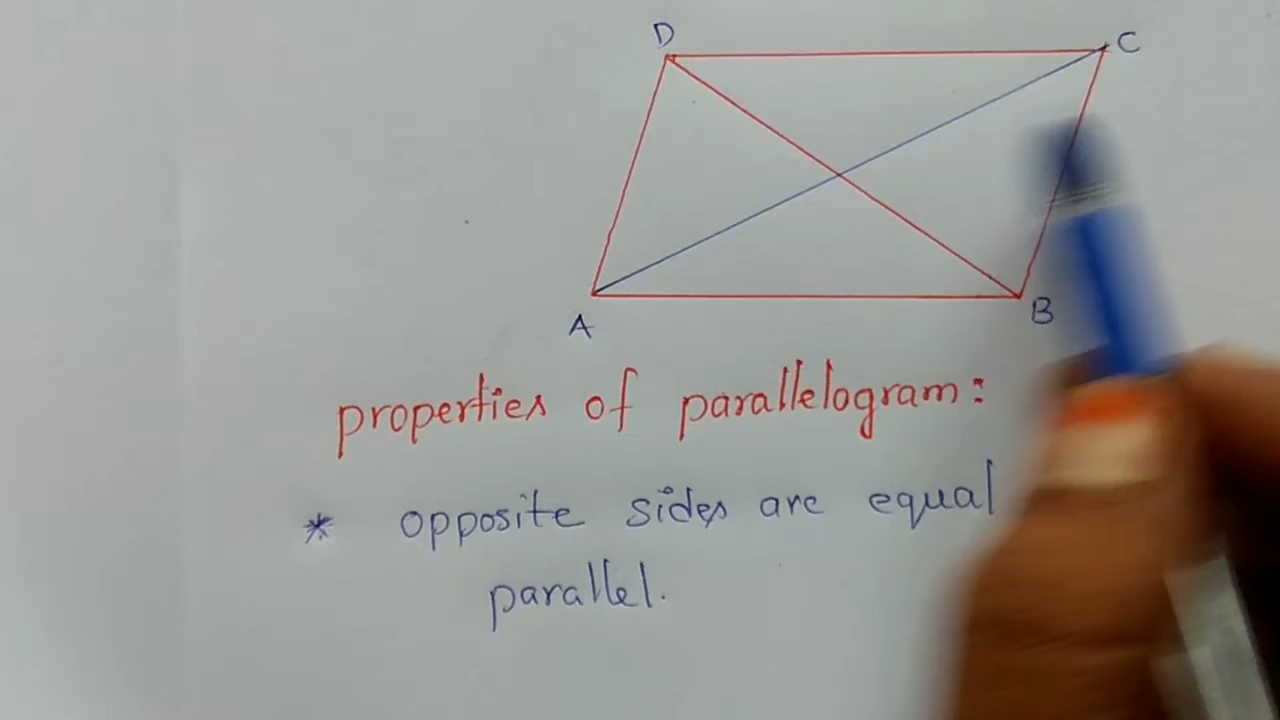 D
C
A
B
properties of parallelogram:
* opposite sides are equal
parallel.